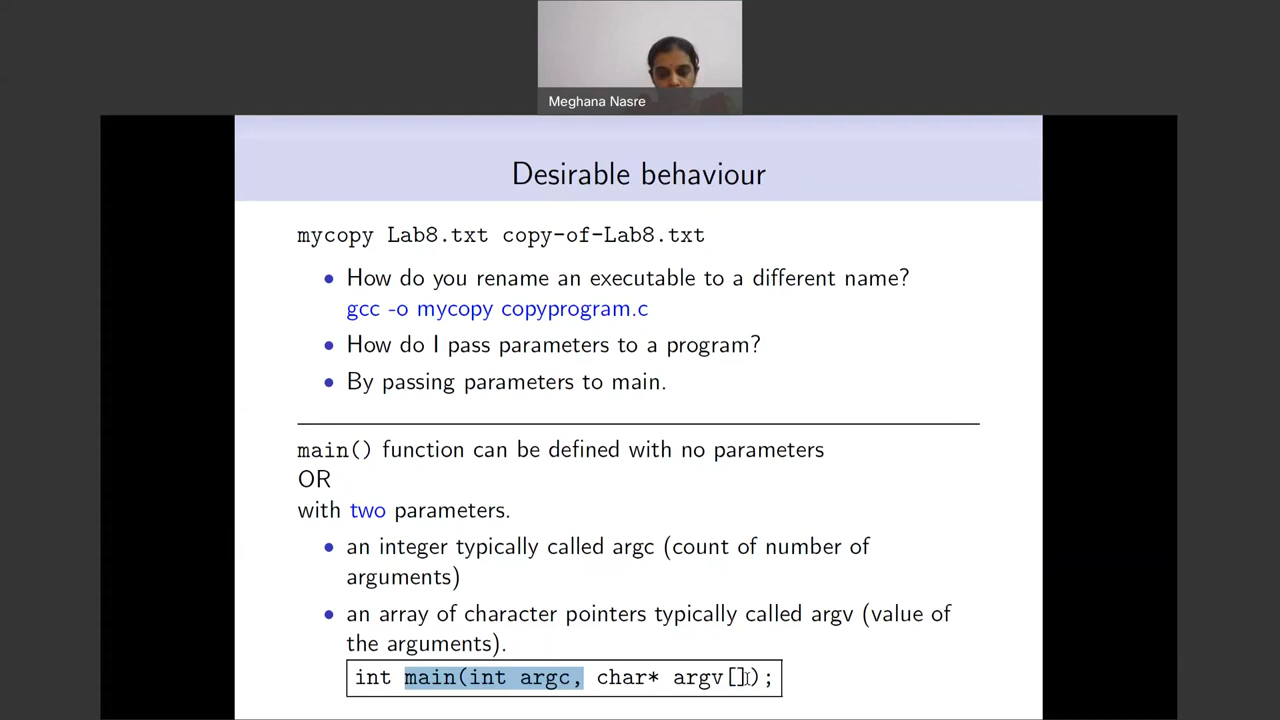 Meghana Nasre
Desirable behaviour
mycopy Lab8.txt copy-of-Lab8.txt
• How do you rename an executable to a different name?
gcc -o mycopy copyprogram.c
• How do I pass parameters to a program?
• By passing parameters to main.
main() function can be defined with no parameters
OR
with two parameters.
• an integer typically called argc (count of number of
arguments)
• an array of character pointers typically called argv (value of
the arguments).
int main(int argc, char* argv[]);